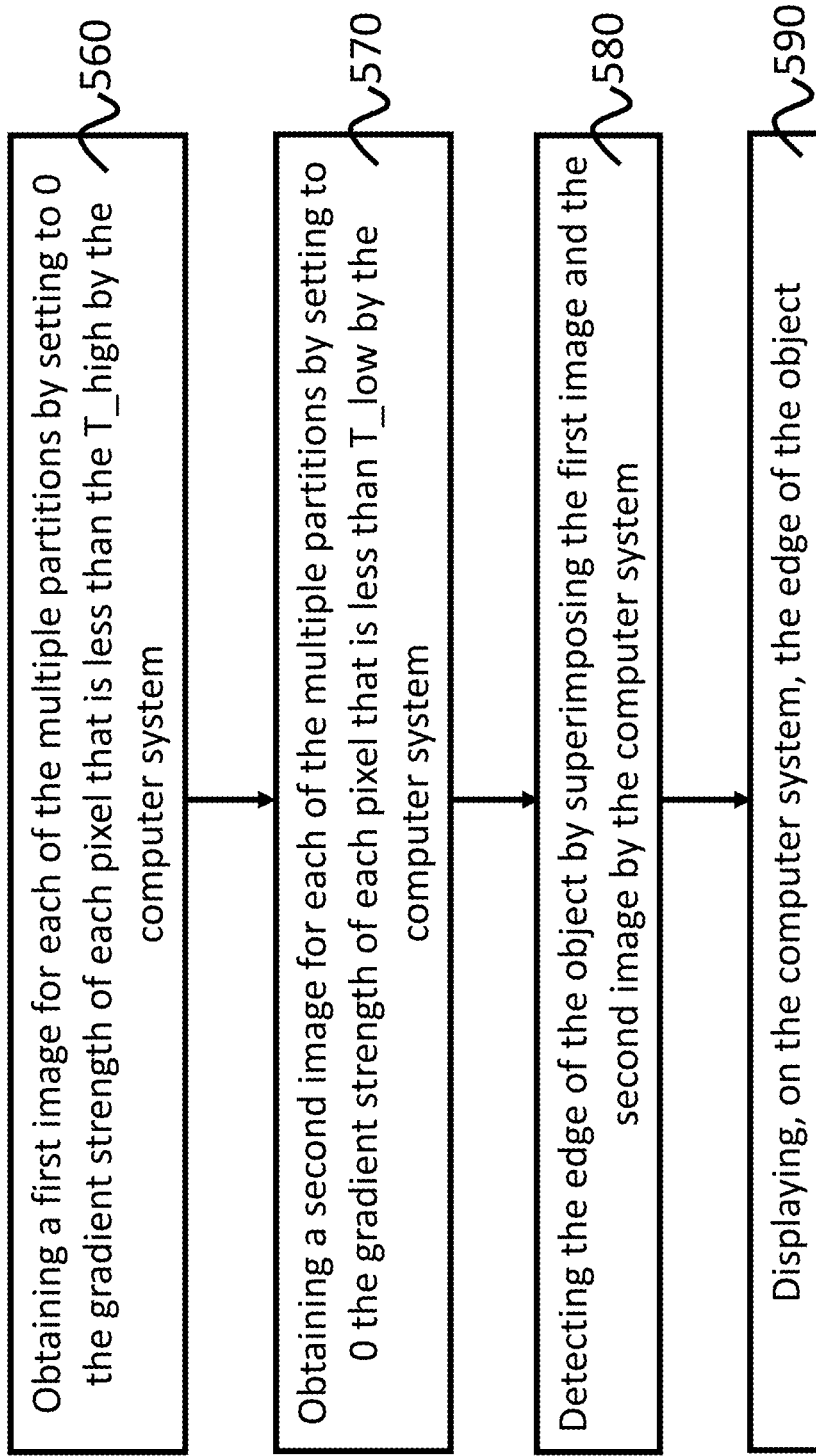 Obtaining a first image for each of the multiple partitions by setting to 0
the gradient strength of each pixel that is less than the T_high by the
computer system
560
Obtaining a second image for each of the multiple partitions by setting to
0 the gradient strength of each pixel that is less than T_low by the
computer system
570
Detecting the edge of the object by superimposing the first image and the
second image by the computer system
580
Displaying, on the computer system, the edge of the object
590